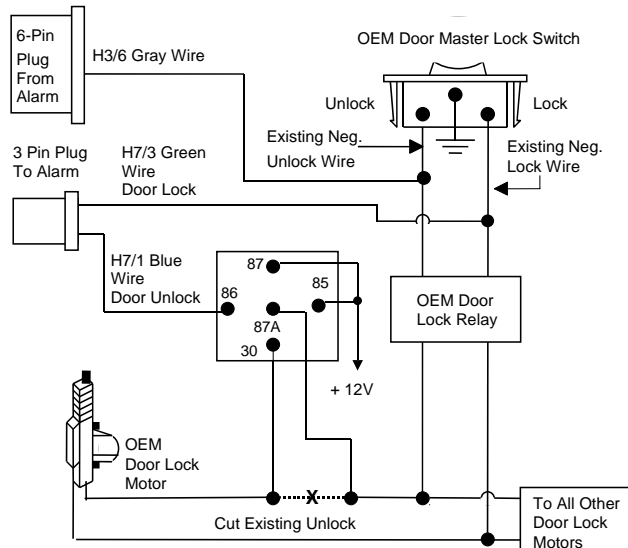 6-Pin
Plug
From
Alarm
H3/6 Gray Wire
OEM Door Master Lock Switch
Unlock
Lock
Existing Neg.
Unlock Wire
Existing Neg.
Lock Wire
3 Pin Plug
To Alarm
H7/3 Green
Wire
Door Lock
H7/1 Blue
Wire
Door Unlock
87
85
86
87A
30
+ 12V
OEM Door
Lock Relay
OEM
Door Lock
Motor
X
Cut Existing Unlock
To All Other
Door Lock
Motors